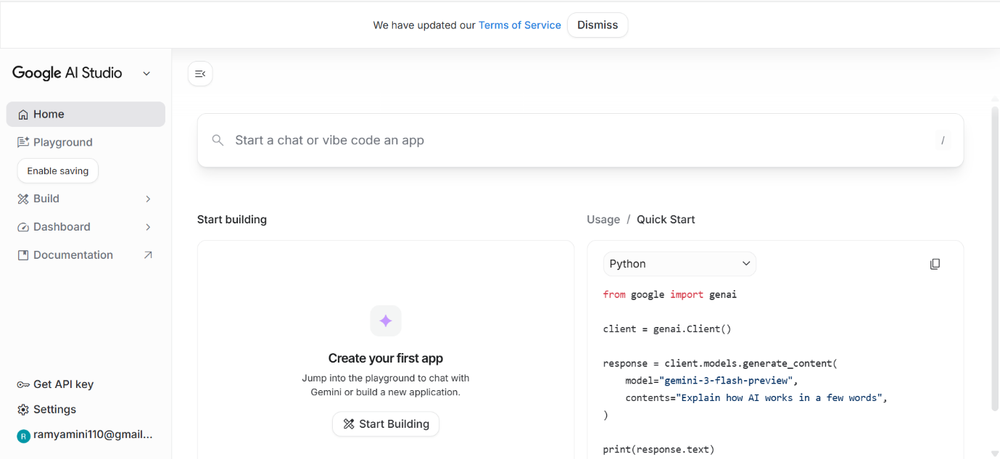 We have updated our Terms of Service Dismiss
Google AI Studio
Home
Playground
Enable saving
Build
Dashboard
Documentation
Get API key
Settings
R ramyamini110@gmail...
Start a chat or vibe code an app /
Start building
Create your first app
Jump into the playground to chat with
Gemini or build a new application.
Start Building
Usage / Quick Start
Python
from google import genai
client = genai.Client()
response = client.models.generate_content(
    model="gemini-3-flash-preview",
    contents="Explain how AI works in a few words",
)
print(response.text)